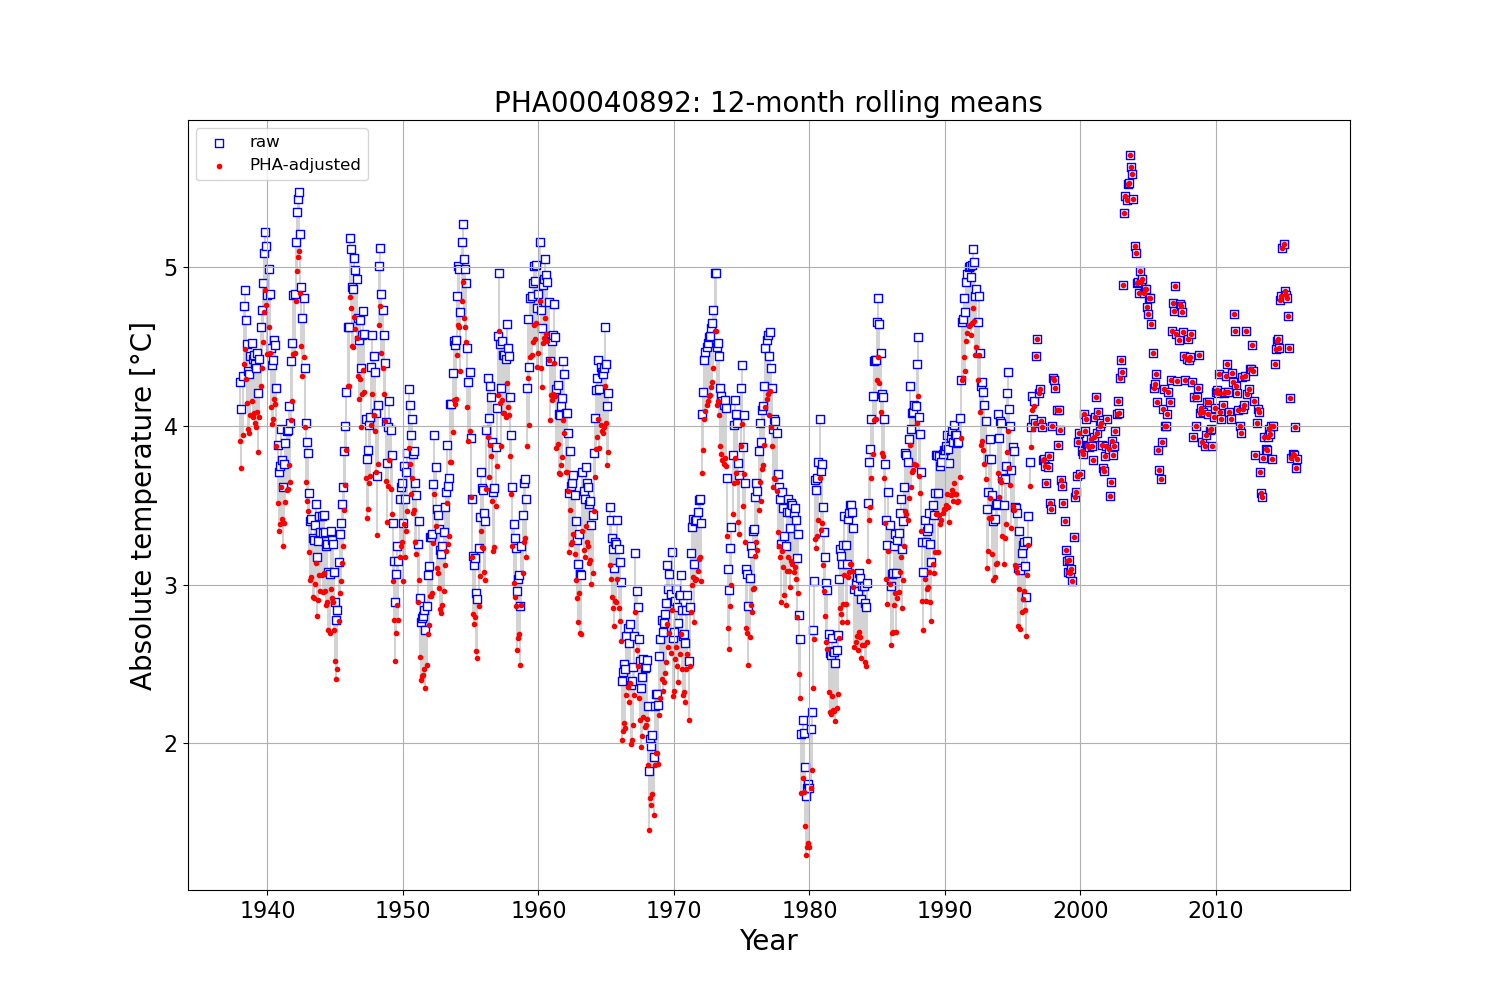 PHA00040892: 12-month rolling means
raw
PHA-adjusted
Absolute temperature [°C]
5
4
3
2
1940 1950 1960 1970 1980 1990 2000 2010
Year